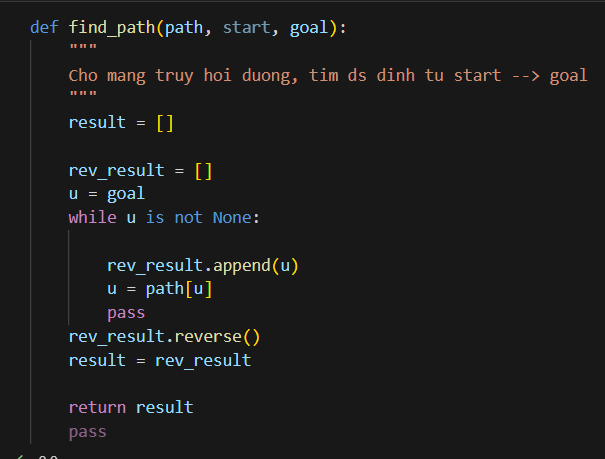 def find_path(path, start, goal):
"""
Cho mang truy hoi duong, tim ds dinh tu start --> goal
"""
result = []
rev_result = []
u = goal
while u is not None:
rev_result.append(u)
u = path[u]
pass
rev_result.reverse()
result = rev_result
return result
pass